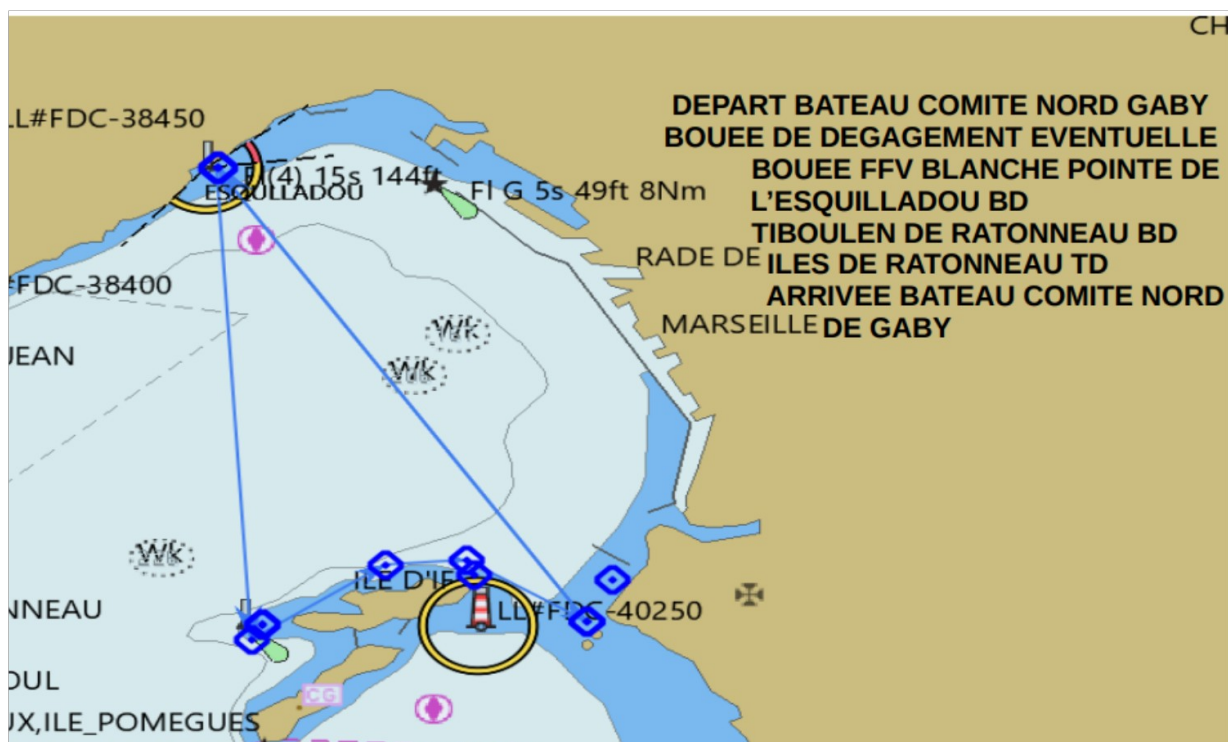 CH
LL#FDC-38450
DEPART BATEAU COMITE NORD GABY
BOUEE DE DEGAGEMENT EVENTUELLE
BOUEE FFV BLANCHE POINTE DE
L'ESQUILLADOU BD
TIBOULEN DE RATONNEAU BD
ILES DE RATONNEAU TD
ARRIVEE BATEAU COMITE NORD
DE GABY
Fl(4) 15s 144ft
ESQUILLADOU
Fl G 5s 49ft 8Nm
RADE DE
#FDC-38400
MARSEILLE
JEAN
Wk
Wk
Wk
ILE D'IF
NNEAU
LL#FDC-40250
OUL
CG
UX,ILE_POMEGUES